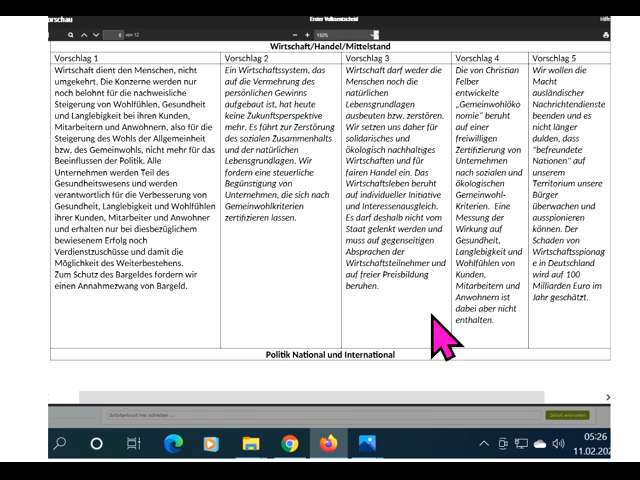 orschau
Erster Volksentscheid
Hilfe
6 von 12
100%
Wirtschaft/Handel/Mittelstand
Vorschlag 1
Wirtschaft dient den Menschen, nicht
umgekehrt. Die Konzerne werden nur
noch belohnt für die nachweisliche
Steigerung von Wohlfühlen, Gesundheit
und Langlebigkeit bei ihren Kunden,
Mitarbeitern und Anwohnern, also für die
Steigerung des Wohls der Allgemeinheit
bzw. des Gemeinwohls, nicht mehr für das
Beeinflussen der Politik. Alle
Unternehmen werden Teil des
Gesundheitswesens und werden
verantwortlich für die Verbesserung von
Gesundheit, Langlebigkeit und Wohlfühlen
ihrer Kunden, Mitarbeiter und Anwohner
und erhalten nur bei diesbezüglichem
bewiesenem Erfolg noch
Verdienstzuschüsse und damit die
Möglichkeit des Weiterbestehens.
Zum Schutz des Bargeldes fordern wir
einen Annahmezwang von Bargeld.
Vorschlag 2
Ein Wirtschaftssystem, das
auf die Vermehrung des
persönlichen Gewinns
aufgebaut ist, hat heute
keine Zukunftsperspektive
mehr. Es führt zur Zerstörung
des sozialen Zusammenhalts
und der natürlichen
Lebensgrundlagen. Wir
fordern eine steuerliche
Begünstigung von
Unternehmen, die sich nach
Gemeinwohlkriterien
zertifizieren lassen.
Vorschlag 3
Wirtschaft darf weder die
Menschen noch die
natürlichen
Lebensgrundlagen
ausbeuten bzw. zerstören.
Wir setzen uns daher für
solidarisches und
ökologisch nachhaltiges
Wirtschaften und für
fairen Handel ein. Das
Wirtschaftsleben beruht
auf individueller Initiative
und Interessenausgleich.
Es darf deshalb nicht vom
Staat gelenkt werden und
muss auf gegenseitigen
Absprachen der
Wirtschaftsteilnehmer und
auf freier Preisbildung
beruhen.
Vorschlag 4
Die von Christian
Felber
entwickelte
„Gemeinwohlöko
nomie" beruht
auf einer
freiwilligen
Zertifizierung von
Unternehmen
nach sozialen und
ökologischen
Gemeinwohl-
Kriterien. Eine
Messung der
Wirkung auf
Gesundheit,
Langlebigkeit und
Wohlfühlen von
Kunden,
Mitarbeitern und
Anwohnern ist
dabei aber nicht
enthalten.
Vorschlag 5
Wir wollen die
Macht
ausländischer
Nachrichtendienste
beenden und es
nicht länger
dulden, dass
"befreundete
Nationen" auf
unserem
Territorium unsere
Bürger
überwachen und
ausspionieren
können. Der
Schaden von
Wirtschaftspionag
e in Deutschland
wird auf 100
Milliarden Euro im
Jahr geschätzt.
Politik National und International
Sofortantwort hier schreiben ...
Sofort antworten
05:26
11.02.202